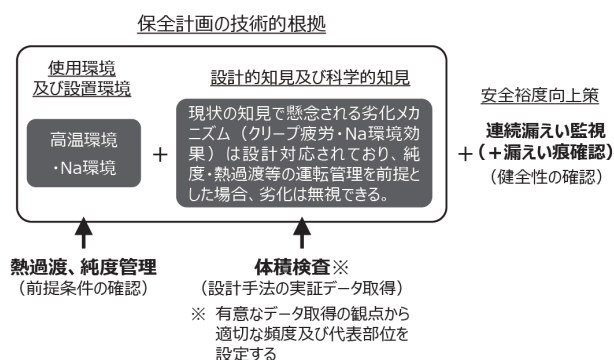 保全計画の技術的根拠
使用環境
及び設置環境
高温環境
・Na環境
+
設計的知見及び科学的知見
現状の知見で懸念される劣化メカ
ニズム（クリープ疲労・Na環境効
果）は設計対応されており、純
度・熱過渡等の運転管理を前提と
した場合、劣化は無視できる。
安全裕度向上策
連続漏えい監視
+（+漏えい痕確認）
（健全性の確認）
熱過渡、純度管理
（前提条件の確認）
体積検査※
（設計手法の実証データ取得）
※ 有意なデータ取得の観点から
適切な頻度及び代表部位を
設定する